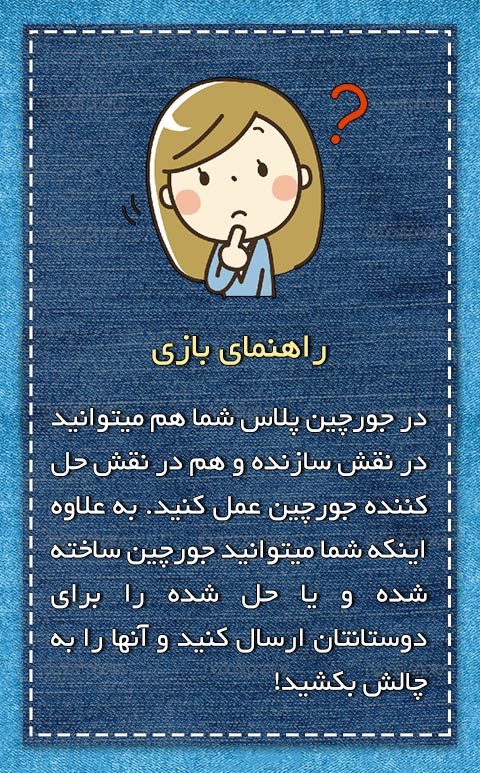 ?
راهنمای بازی
در جورچین پلاس شما هم میتوانید
در نقش سازنده و هم در نقش حل
کننده جورچین عمل کنید. به علاوه
اینکه شما میتوانید جورچین ساخته
شده و یا حل شده را برای
دوستانتان ارسال کنید و آنها را به
چالش بکشید!